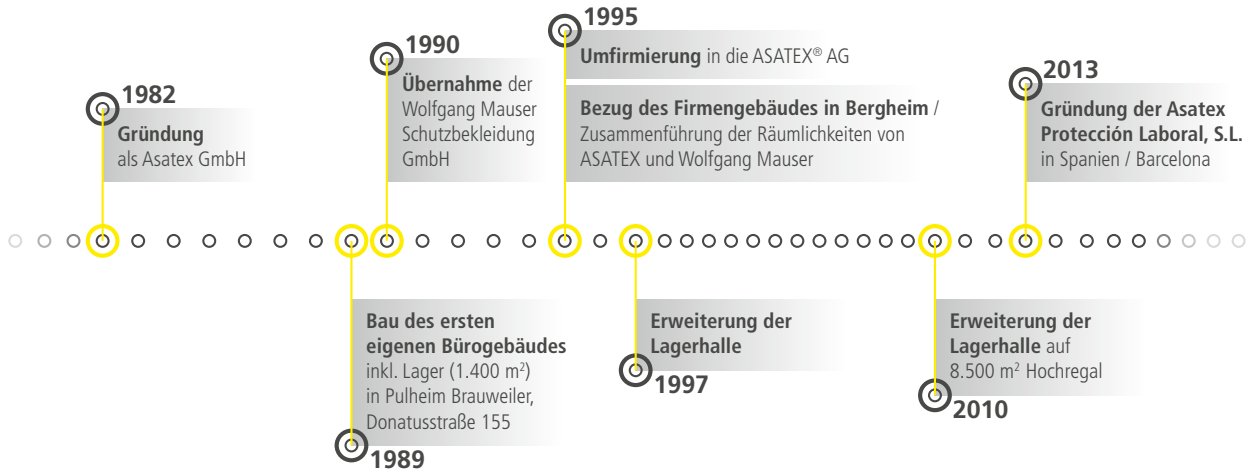 1982
Gründung
als Asatex GmbH
1989
Bau des ersten
eigenen Bürogebäudes
inkl. Lager (1.400 m²)
in Pulheim Brauweiler,
Donatusstraße 155
1990
Übernahme der
Wolfgang Mauser
Schutzbekleidung
GmbH
1995
Umfirmierung in die ASATEX® AG
Bezug des Firmengebäudes in Bergheim /
Zusammenführung der Räumlichkeiten von
ASATEX und Wolfgang Mauser
1997
Erweiterung der
Lagerhalle
2010
Erweiterung der
Lagerhalle auf
8.500 m² Hochregal
2013
Gründung der Asatex
Protección Laboral, S.L.
in Spanien / Barcelona